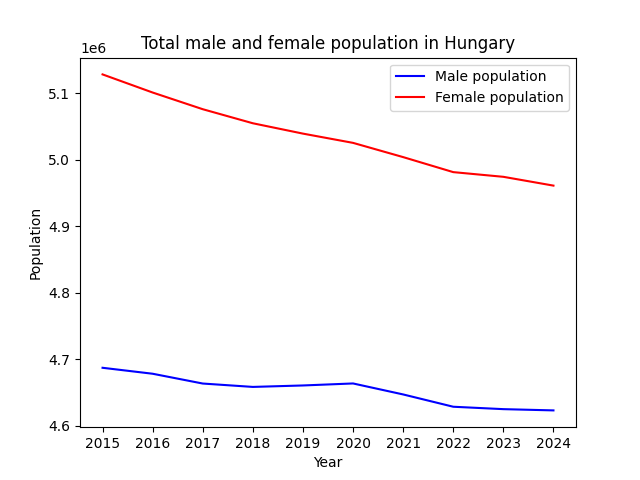 Total male and female population in Hungary
1e6
Male population
Female population
5.1
5.0
4.9
4.8
4.7
4.6
Population
2015 2016 2017 2018 2019 2020 2021 2022 2023 2024
Year